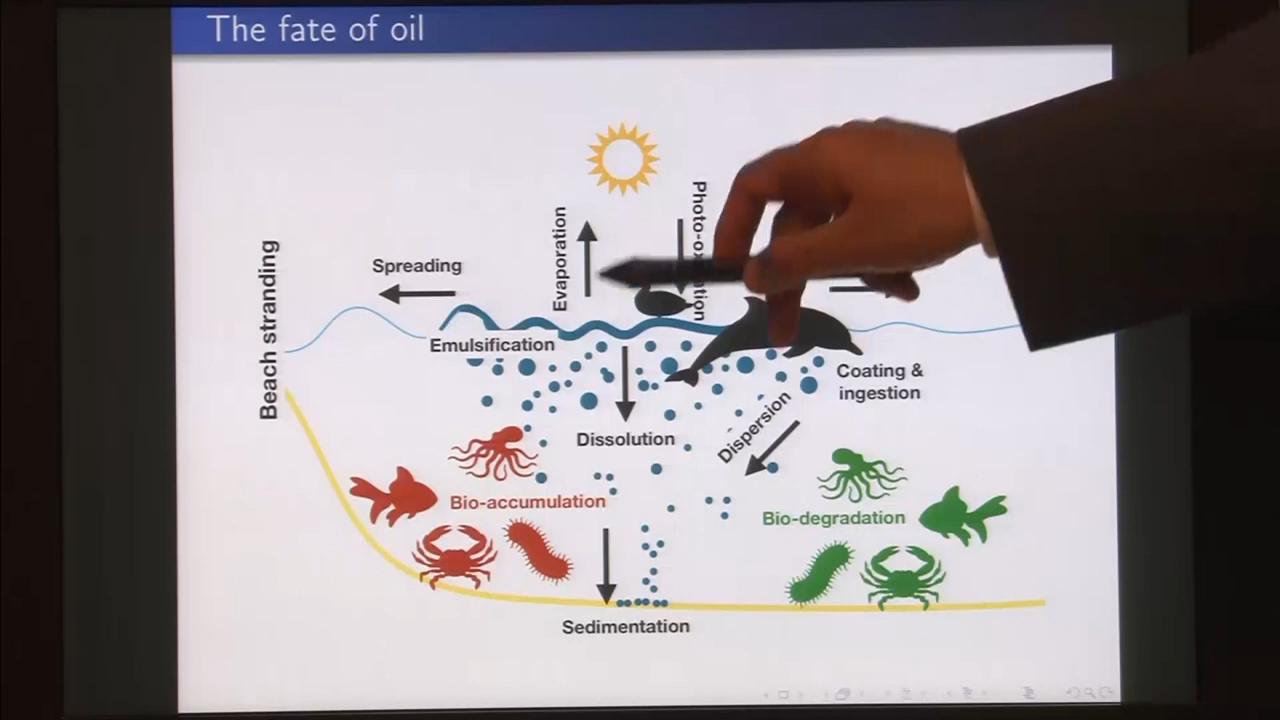 The fate of oil
Evaporation
Spreading
Beach stranding
Emulsification
Coating &
ingestion
Dissolution
Dispersion
Bio-accumulation
Bio-degradation
Sedimentation